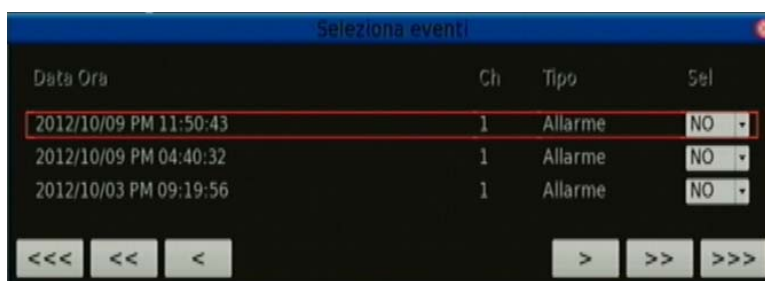 Seleziona eventi
Data Ora Ch Tipo Sel
2012/10/09 PM 11:50:43 1 Allarme NO
2012/10/09 PM 04:40:32 1 Allarme NO
2012/10/03 PM 09:19:56 1 Allarme NO
<<< << < > >> >>>